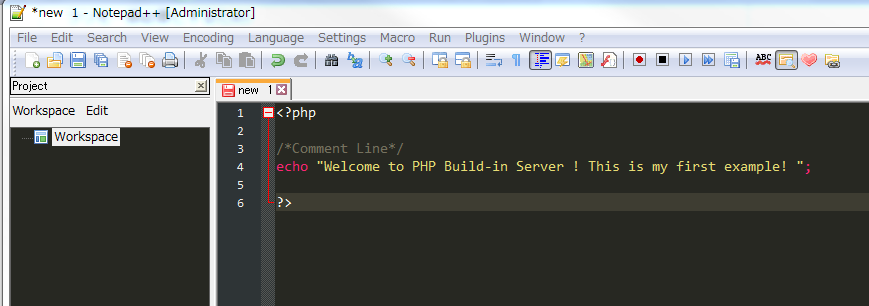 *new 1 - Notepad++ [Administrator]
File Edit Search View Encoding Language Settings Macro Run Plugins Window ?
ABC
Project
new 1
Workspace Edit
Workspace
1 <?php
2
3 /*Comment Line*/
4 echo "Welcome to PHP Build-in Server ! This is my first example! ";
5
6 ?>